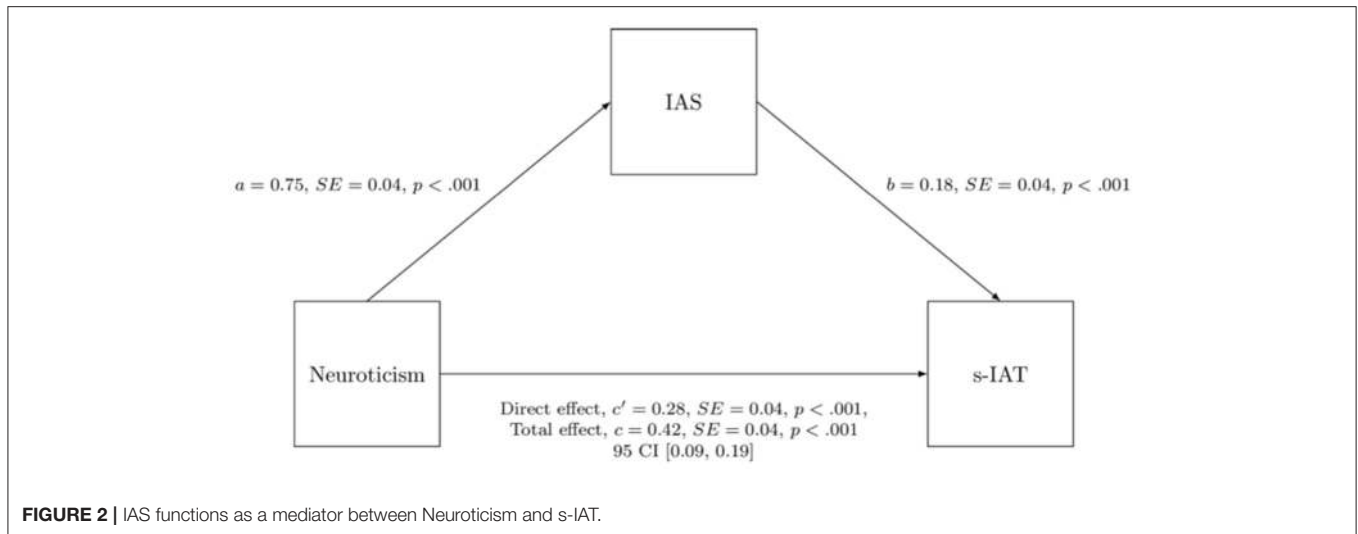 IAS
a = 0.75, SE = 0.04, p < .001
b = 0.18, SE = 0.04, p < .001
Neuroticism
s-IAT
Direct effect, c′ = 0.28, SE = 0.04, p < .001,
Total effect, c = 0.42, SE = 0.04, p < .001
95 CI [0.09, 0.19]
FIGURE 2 | IAS functions as a mediator between Neuroticism and s-IAT.